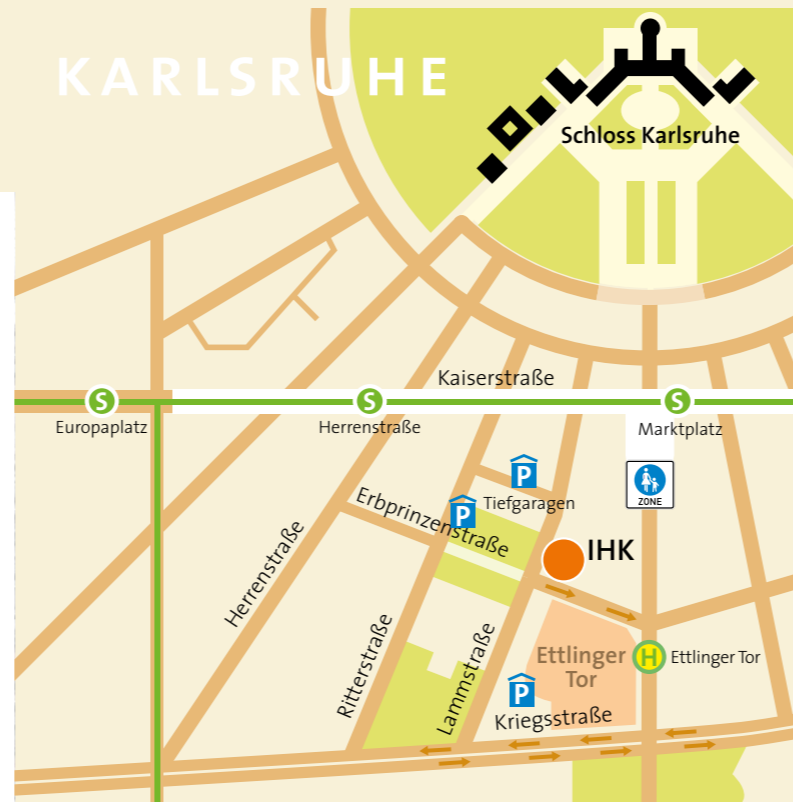 KARLSRUHE
Schloss Karlsruhe
Kaiserstraße
S
S
S
Europaplatz
Herrenstraße
Marktplatz
P
Tiefgaragen
ZONE
P
Erbprinzenstraße
IHK
Herrenstraße
Ritterstraße
Lammstraße
Ettlinger
Tor
H
Ettlinger Tor
P
Kriegsstraße